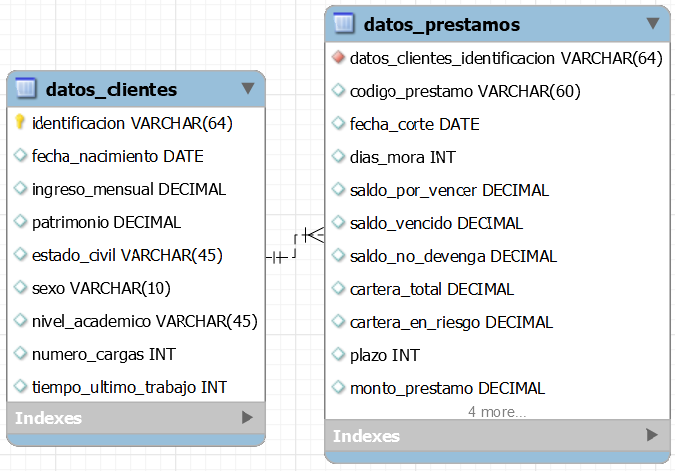 datos_clientes
identificacion VARCHAR(64)
fecha_nacimiento DATE
ingreso_mensual DECIMAL
patrimonio DECIMAL
estado_civil VARCHAR(45)
sexo VARCHAR(10)
nivel_academico VARCHAR(45)
numero_cargas INT
tiempo_ultimo_trabajo INT
Indexes
datos_prestamos
datos_clientes_identificacion VARCHAR(64)
codigo_prestamo VARCHAR(60)
fecha_corte DATE
dias_mora INT
saldo_por_vencer DECIMAL
saldo_vencido DECIMAL
saldo_no_devenga DECIMAL
cartera_total DECIMAL
cartera_en_riesgo DECIMAL
plazo INT
monto_prestamo DECIMAL
4 more...
Indexes